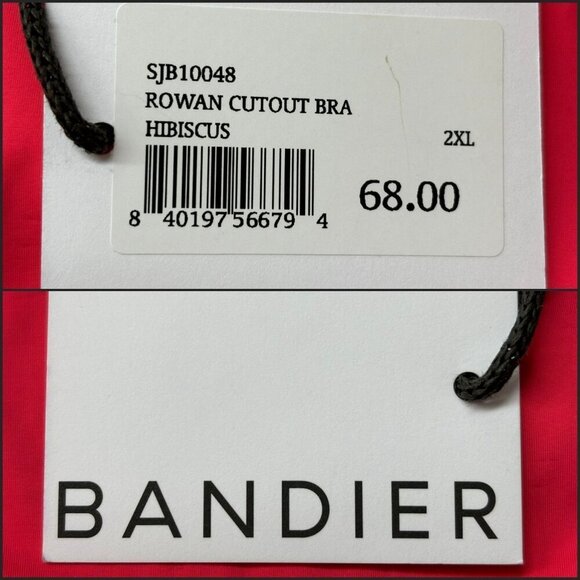 SJB10048
ROWAN CUTOUT BRA
HIBISCUS 2XL
68.00
8 40197 56679 4
BANDIER